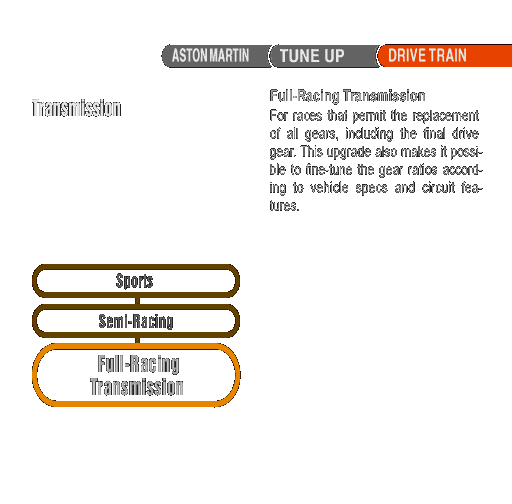 ASTON MARTIN TUNE UP DRIVE TRAIN
Transmission
Full-Racing Transmission
For races that permit the replacement
of all gears, including the final drive
gear. This upgrade also makes it possi-
ble to fine-tune the gear ratios accord-
ing to vehicle specs and circuit fea-
tures.
Sports
Semi-Racing
Full-Racing
Transmission